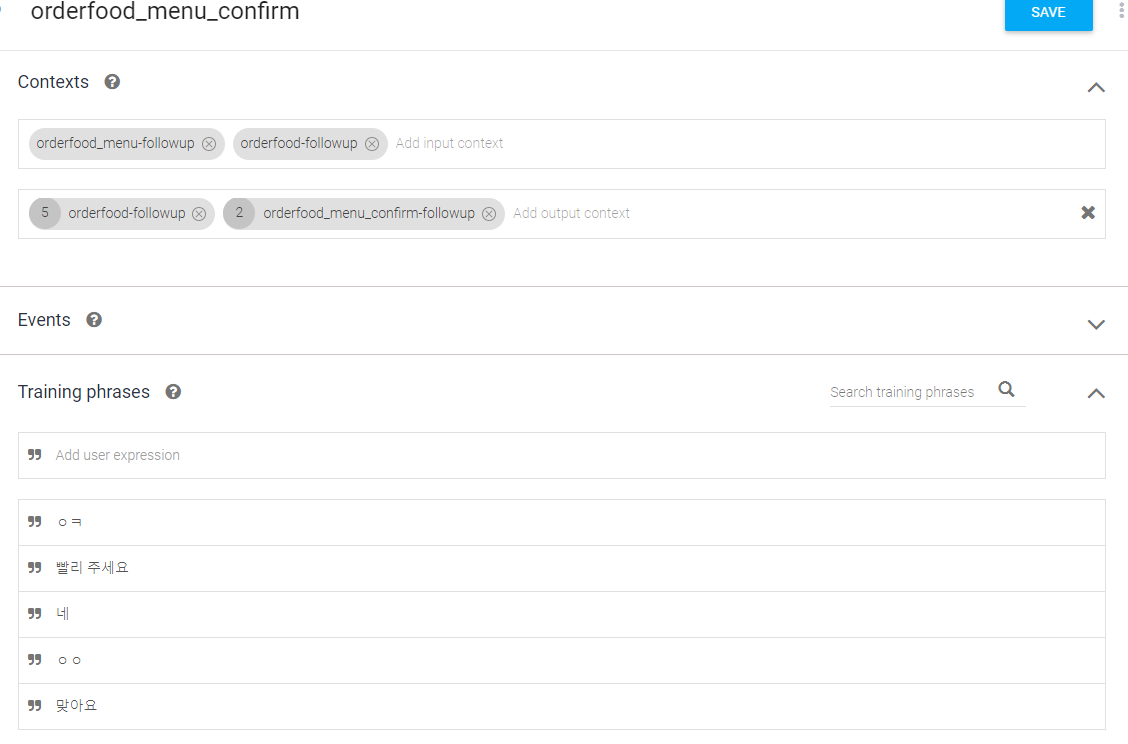 orderfood_menu_confirm SAVE
Contexts ?
orderfood_menu-followup orderfood-followup Add input context
5 orderfood-followup 2 orderfood_menu_confirm-followup Add output context
Events ?
Training phrases ? Search training phrases
Add user expression
ㅇㅋ
빨리 주세요
네
ㅇㅇ
맞아요